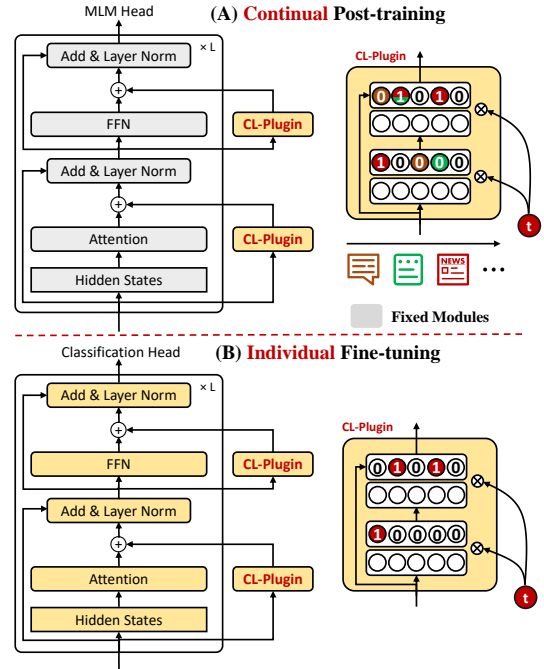 (A) Continual Post-training
MLM Head
× L
Add & Layer Norm
+
FFN
CL-Plugin
Add & Layer Norm
+
Attention
CL-Plugin
Hidden States
CL-Plugin
0 1 0 1 0
1 0 0 0 0
t
NEWS
...
Fixed Modules
(B) Individual Fine-tuning
Classification Head
× L
Add & Layer Norm
+
FFN
CL-Plugin
Add & Layer Norm
+
Attention
CL-Plugin
Hidden States
CL-Plugin
0 1 0 1 0
1 0 0 0 0
t